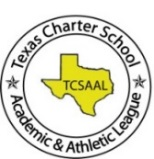 Texas Charter School
TCSAAL
Academic & Athletic League